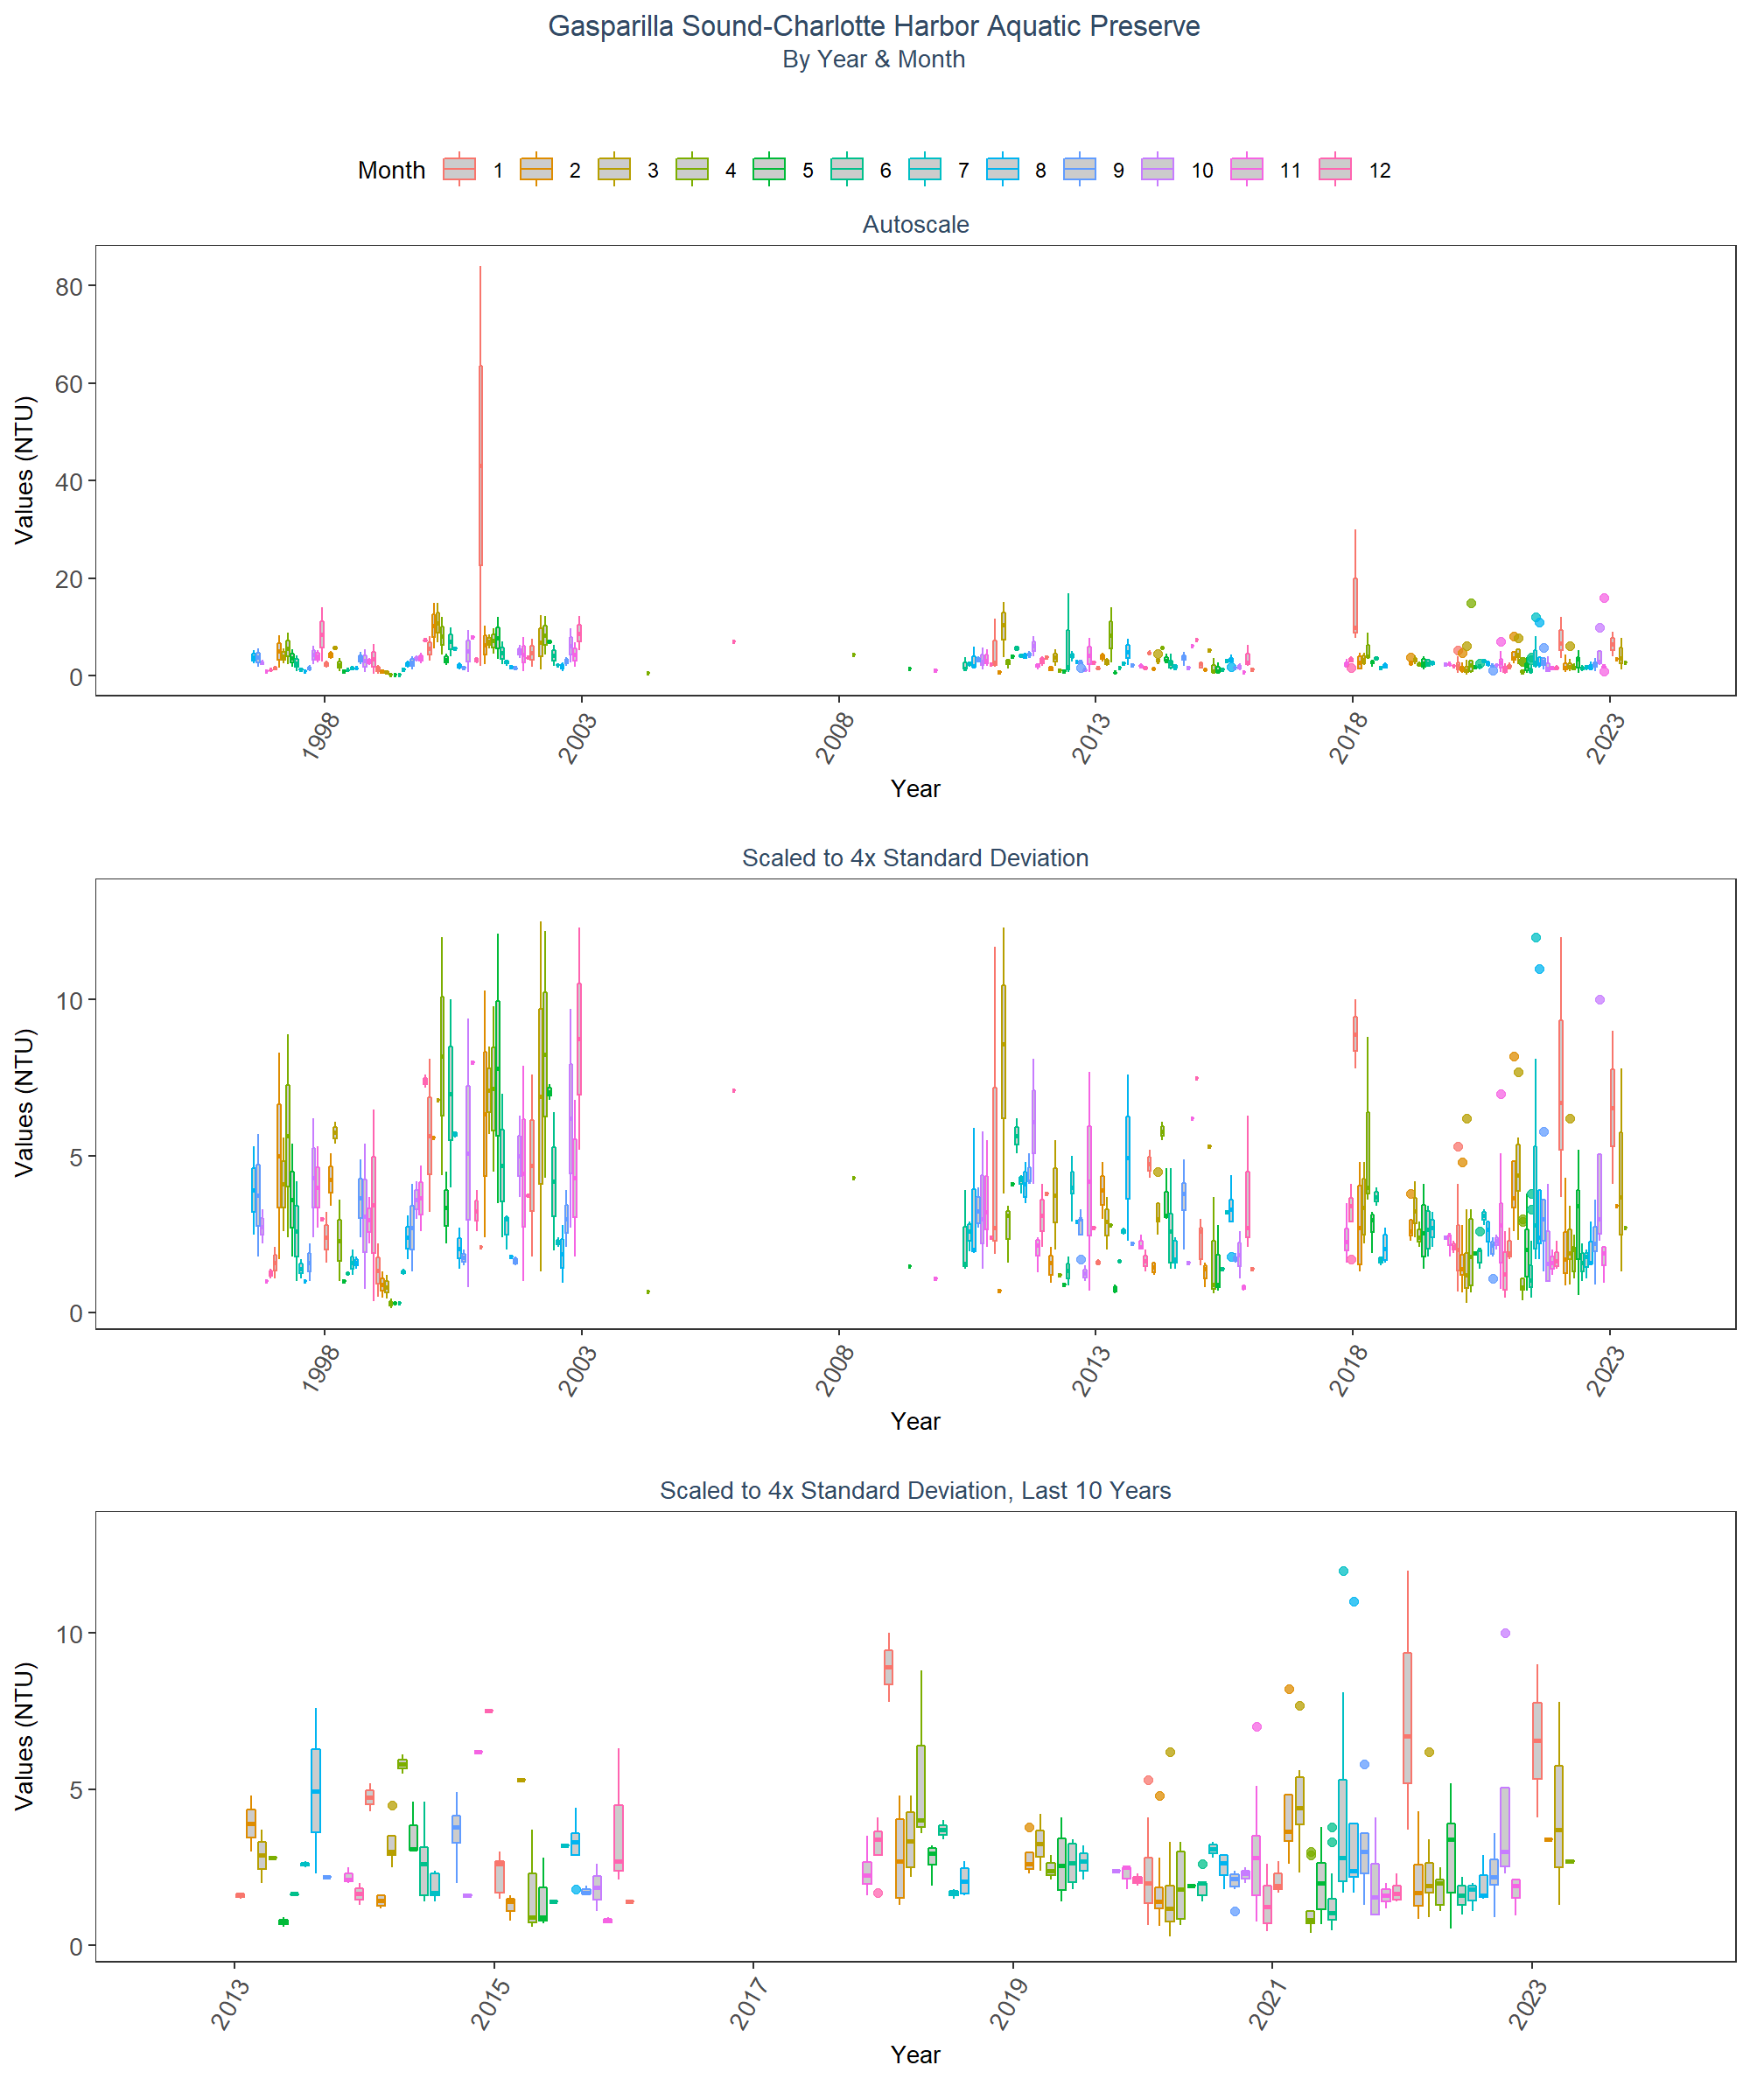 Gasparilla Sound-Charlotte Harbor Aquatic Preserve
By Year & Month
Month 1 2 3 4 5 6 7 8 9 10 11 12
Autoscale
Values (NTU)
80
60
40
20
0
1998 2003 2008 2013 2018 2023
Year
Scaled to 4x Standard Deviation
Values (NTU)
10
5
0
1998 2003 2008 2013 2018 2023
Year
Scaled to 4x Standard Deviation, Last 10 Years
Values (NTU)
10
5
0
2013 2015 2017 2019 2021 2023
Year